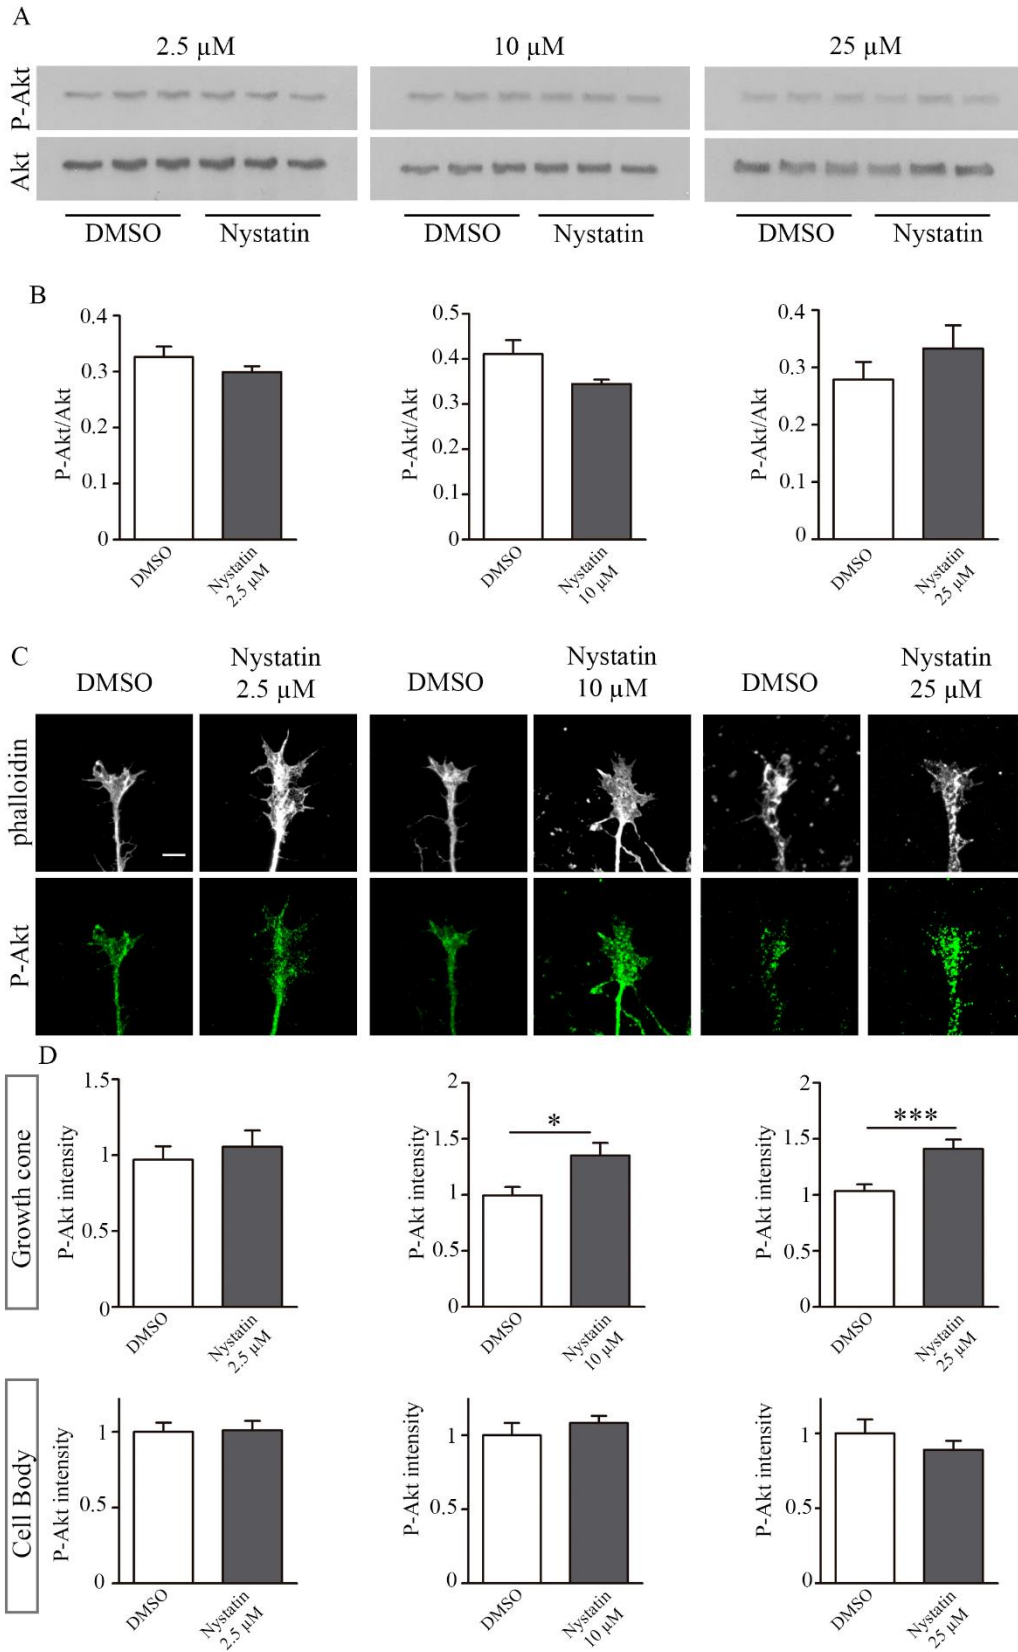 A
2.5 µM
10 µM
25 µM
P-Akt
Akt
DMSO
Nystatin
DMSO
Nystatin
DMSO
Nystatin
B
P-Akt/Akt
0.4
0.3
0.2
0.1
0
DMSO
Nystatin
2.5 µM
P-Akt/Akt
0.5
0.4
0.3
0.2
0.1
0
DMSO
Nystatin
10 µM
P-Akt/Akt
0.4
0.3
0.2
0.1
0
DMSO
Nystatin
25 µM
C
DMSO
Nystatin
2.5 µM
DMSO
Nystatin
10 µM
DMSO
Nystatin
25 µM
phalloidin
P-Akt
D
Growth cone
P-Akt intensity
1.5
1
0.5
0
DMSO
Nystatin
2.5 µM
P-Akt intensity
2
1.5
1
0.5
0
*
DMSO
Nystatin
10 µM
P-Akt intensity
2
1.5
1
0.5
0
***
DMSO
Nystatin
25 µM
Cell Body
P-Akt intensity
1
0.5
0
DMSO
Nystatin
2.5 µM
P-Akt intensity
1
0.5
0
DMSO
Nystatin
10 µM
P-Akt intensity
1
0.5
0
DMSO
Nystatin
25 µM